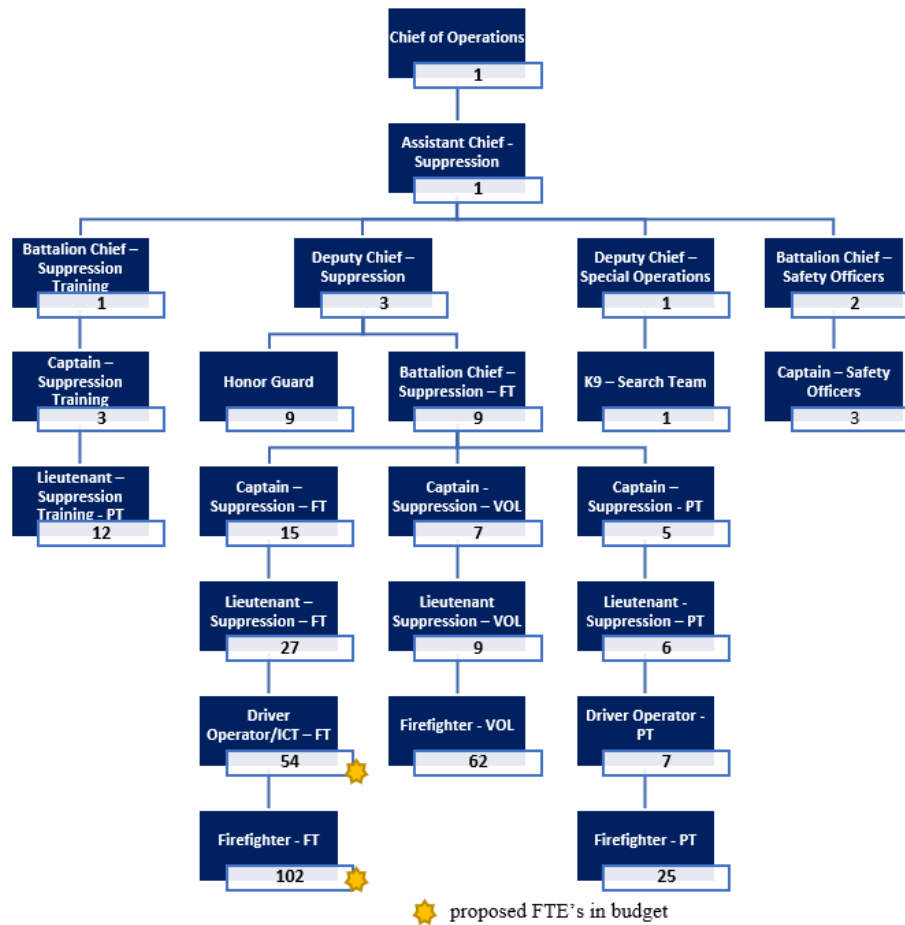 Chief of Operations
1
Assistant Chief -
Suppression
1
Battalion Chief –
Suppression
Training
1
Deputy Chief –
Suppression
3
Deputy Chief –
Special Operations
1
Battalion Chief –
Safety Officers
2
Captain –
Suppression
Training
3
Honor Guard
9
Battalion Chief –
Suppression – FT
9
K9 – Search Team
1
Captain – Safety
Officers
3
Lieutenant –
Suppression
Training - PT
12
Captain –
Suppression – FT
15
Captain -
Suppression – VOL
7
Captain –
Suppression - PT
5
Lieutenant –
Suppression – FT
27
Lieutenant
Suppression – VOL
9
Lieutenant -
Suppression – PT
6
Driver
Operator/ICT – FT
54
Firefighter - VOL
62
Driver Operator -
PT
7
Firefighter - FT
102
Firefighter - PT
25
proposed FTE's in budget